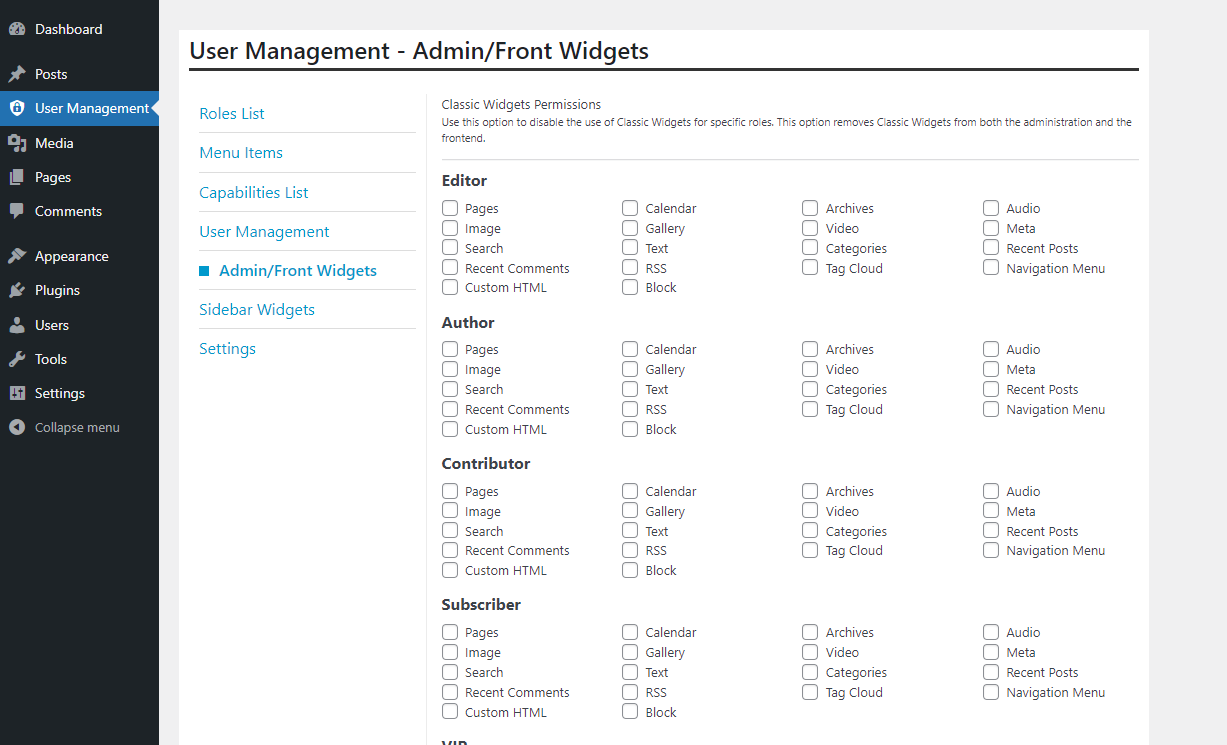 Dashboard
Posts
User Management
Media
Pages
Comments
Appearance
Plugins
Users
Tools
Settings
Collapse menu
User Management - Admin/Front Widgets
Roles List
Menu Items
Capabilities List
User Management
Admin/Front Widgets
Sidebar Widgets
Settings
Classic Widgets Permissions
Use this option to disable the use of Classic Widgets for specific roles. This option removes Classic Widgets from both the administration and the
frontend.
Editor
Pages Calendar Archives Audio
Image Gallery Video Meta
Search Text Categories Recent Posts
Recent Comments RSS Tag Cloud Navigation Menu
Custom HTML Block
Author
Pages Calendar Archives Audio
Image Gallery Video Meta
Search Text Categories Recent Posts
Recent Comments RSS Tag Cloud Navigation Menu
Custom HTML Block
Contributor
Pages Calendar Archives Audio
Image Gallery Video Meta
Search Text Categories Recent Posts
Recent Comments RSS Tag Cloud Navigation Menu
Custom HTML Block
Subscriber
Pages Calendar Archives Audio
Image Gallery Video Meta
Search Text Categories Recent Posts
Recent Comments RSS Tag Cloud Navigation Menu
Custom HTML Block